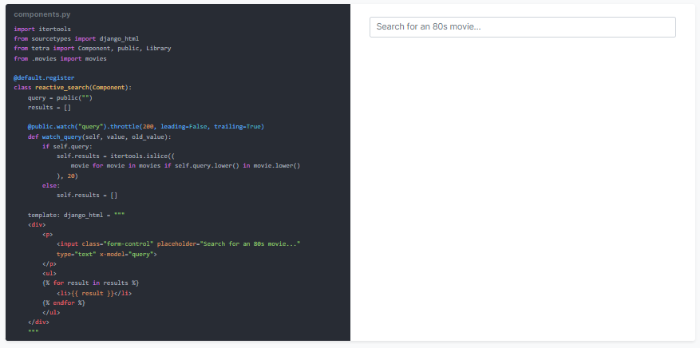 components.py
import itertools
from sourcetypes import django_html
from tetra import Component, public, Library
from .movies import movies
@default.register
class reactive_search(Component):
query = public("")
results = []
@public.watch("query").throttle(200, leading=False, trailing=True)
def watch_query(self, value, old_value):
if self.query:
self.results = itertools.islice((
movie for movie in movies if self.query.lower() in movie.lower()
), 20)
else:
self.results = []
template: django_html = """
<div>
<p>
<input class="form-control" placeholder="Search for an 80s movie..."
type="text" x-model="query">
</p>
<ul>
{% for result in results %}
<li>{{ result }}</li>
{% endfor %}
</ul>
</div>
"""
Search for an 80s movie...